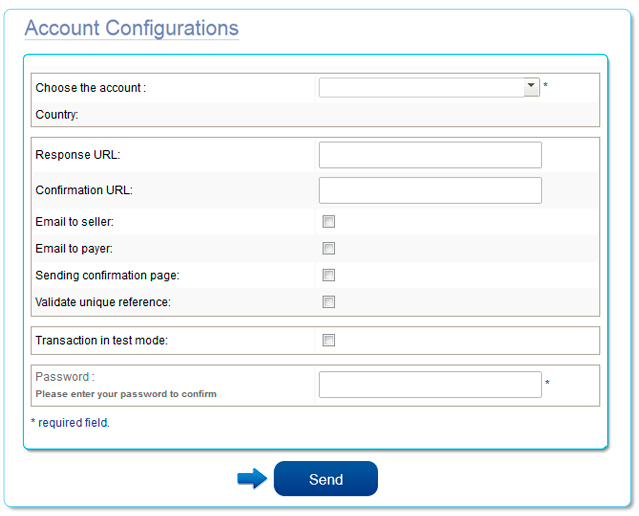 Account Configurations
Choose the account : *
Country:
Response URL:
Confirmation URL:
Email to seller:
Email to payer:
Sending confirmation page:
Validate unique reference:
Transaction in test mode:
Password : *
Please enter your password to confirm
* required field.
Send